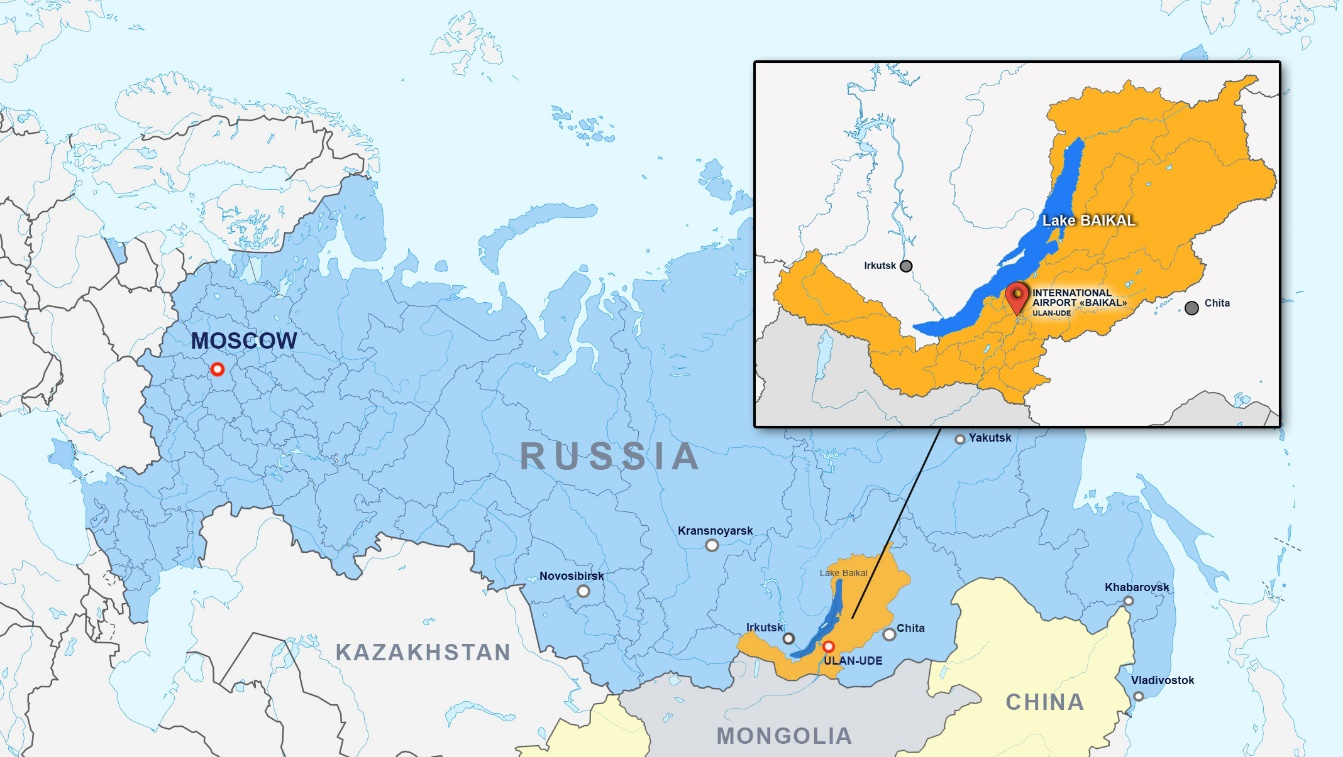 MOSCOW
RUSSIA
Lake BAIKAL
Irkutsk
INTERNATIONAL
AIRPORT «BAIKAL»
ULAN-UDE
Chita
Yakutsk
Kransnoyarsk
Novosibirsk
Lake Baikal
Irkutsk
Chita
ULAN-UDE
Khabarovsk
Vladivostok
KAZAKHSTAN
MONGOLIA
CHINA